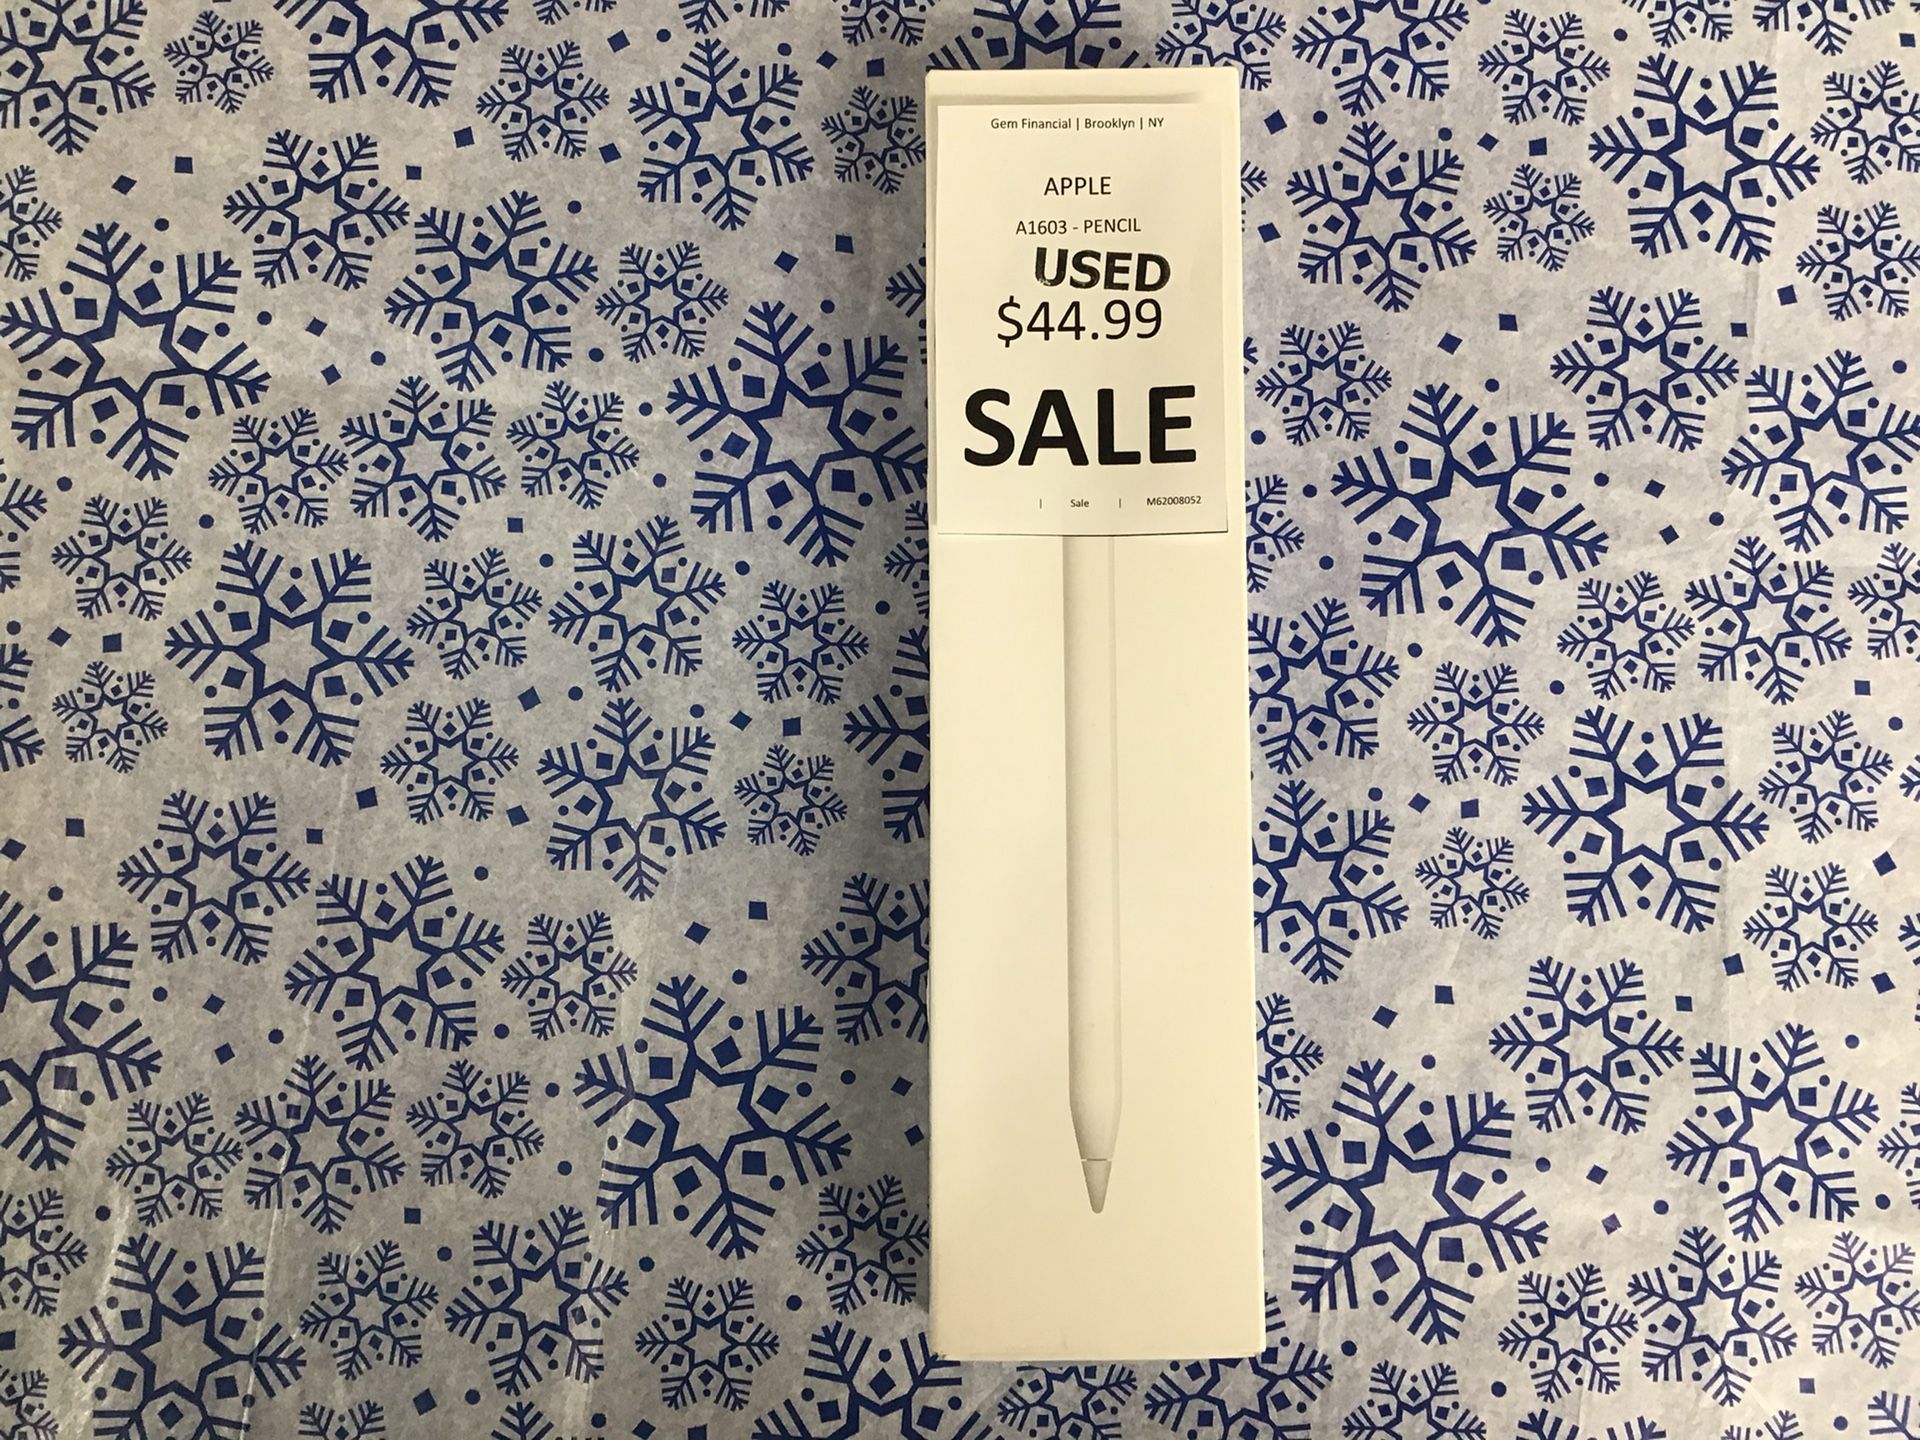 Gem Financial | Brooklyn | NY
APPLE
A1603 - PENCIL
USED
$44.99
SALE
| Sale | M62008052